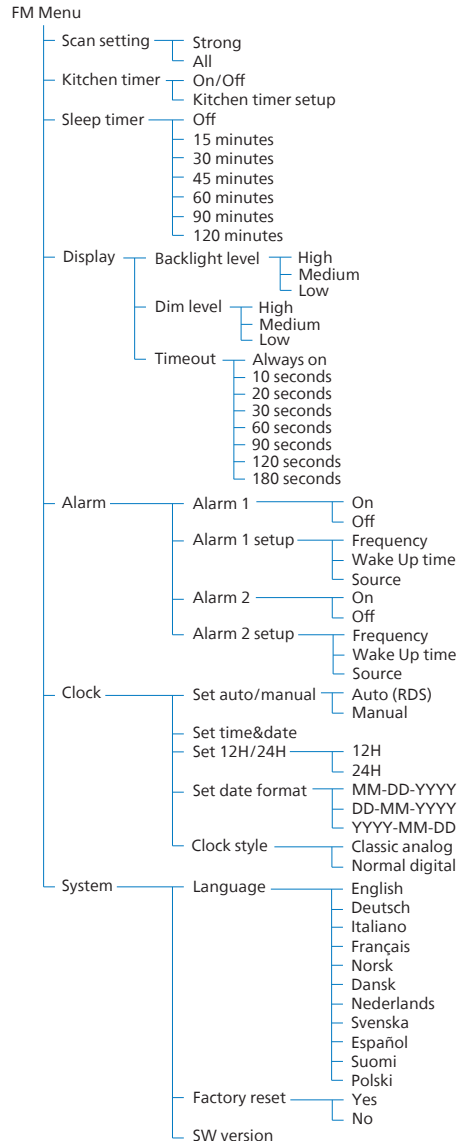 FM Menu
Scan setting Strong
All
Kitchen timer On/Off
Kitchen timer setup
Sleep timer Off
15 minutes
30 minutes
45 minutes
60 minutes
90 minutes
120 minutes
Display Backlight level High
Medium
Low
Dim level High
Medium
Low
Timeout Always on
10 seconds
20 seconds
30 seconds
60 seconds
90 seconds
120 seconds
180 seconds
Alarm Alarm 1 On
Off
Alarm 1 setup Frequency
Wake Up time
Source
Alarm 2 On
Off
Alarm 2 setup Frequency
Wake Up time
Source
Clock Set auto/manual Auto (RDS)
Manual
Set time&date
Set 12H/24H 12H
24H
Set date format MM-DD-YYYY
DD-MM-YYYY
YYYY-MM-DD
Clock style Classic analog
Normal digital
System Language English
Deutsch
Italiano
Français
Norsk
Dansk
Nederlands
Svenska
Español
Suomi
Polski
Factory reset Yes
No
SW version